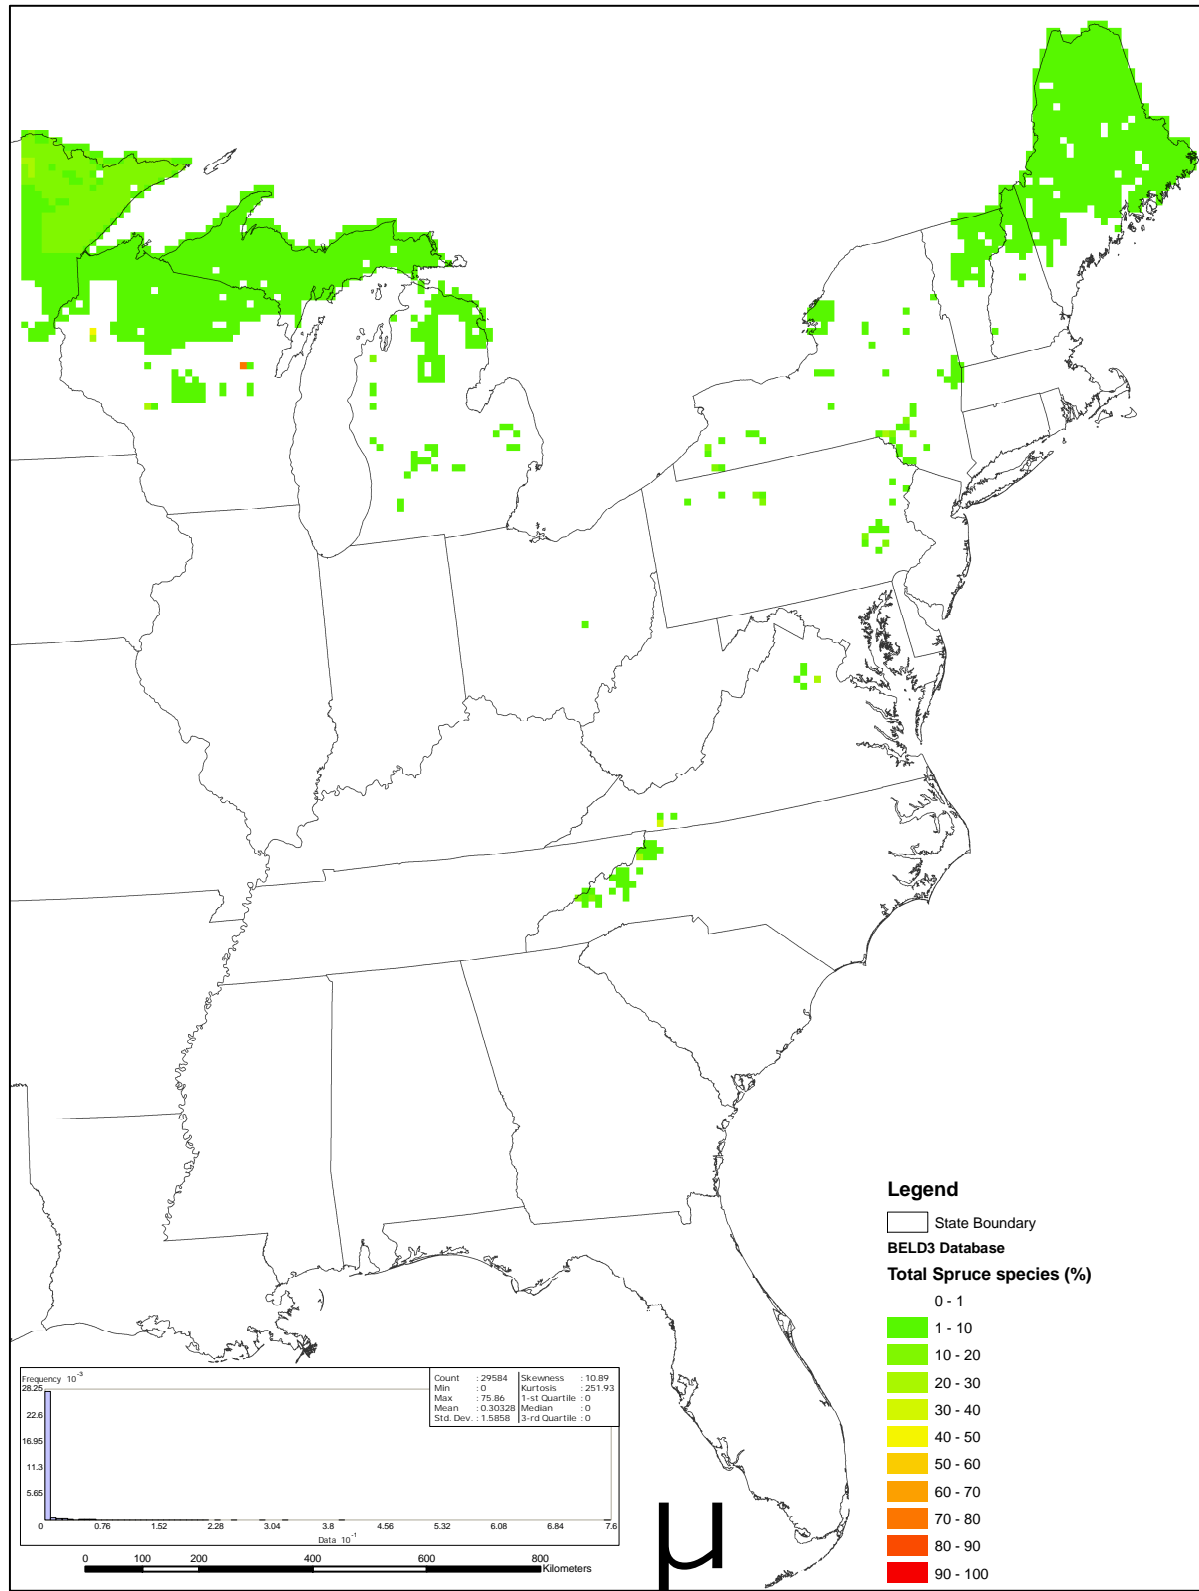 Legend
State Boundary
BELD3 Database
Total Spruce species (%)
0 - 1
1 - 10
10 - 20
20 - 30
30 - 40
40 - 50
50 - 60
60 - 70
70 - 80
80 - 90
90 - 100
Frequency 10⁻³
28.25
22.6
16.95
11.3
5.65
0 0.76 1.52 2.28 3.04 3.8 4.56 5.32 6.08 6.84 7.6
Data 10⁻¹
Count : 29584 Skewness : 10.89
Min : 0 Kurtosis : 251.93
Max : 75.86 1-st Quartile : 0
Mean : 0.30328 Median : 0
Std. Dev. : 1.5858 3-rd Quartile : 0
0 100 200 400 600 800
Kilometers
µ